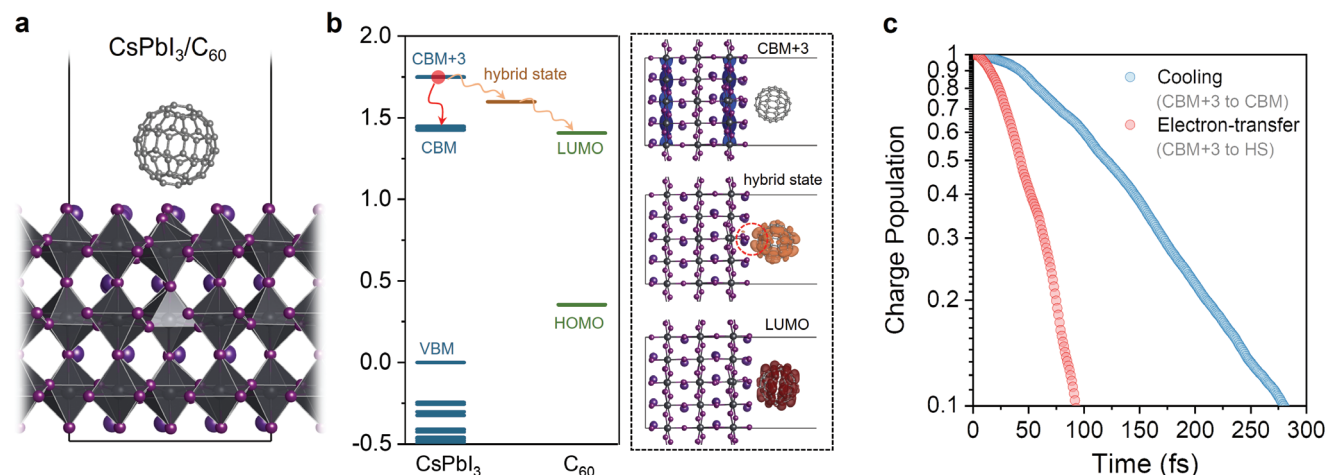 a
CsPbI₃/C₆₀
b
2.0
1.5
1.0
0.5
0.0
-0.5
CBM+3
hybrid state
CBM
LUMO
HOMO
VBM
CsPbI₃
C₆₀
CBM+3
hybrid state
LUMO
c
Charge Population
1
0.9
0.8
0.7
0.6
0.5
0.4
0.3
0.2
0.1
Cooling
(CBM+3 to CBM)
Electron-transfer
(CBM+3 to HS)
0
50
100
150
200
250
300
Time (fs)